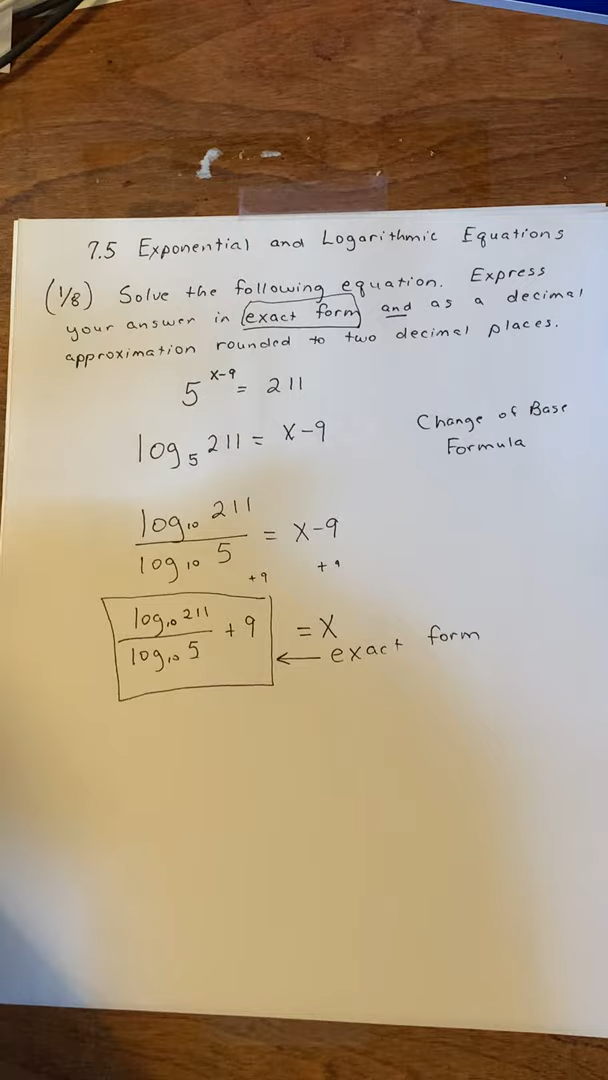 7.5 Exponential and Logarithmic Equations
(1/8) Solve the following equation. Express
your answer in exact form and as a decimal
approximation rounded to two decimal places.
5^(x-9) = 211
log₅ 211 = x-9
Change of Base
Formula
log₁₀ 211 / log₁₀ 5 = x-9
+9 +9
log₁₀ 211 / log₁₀ 5 + 9 = x
← exact form